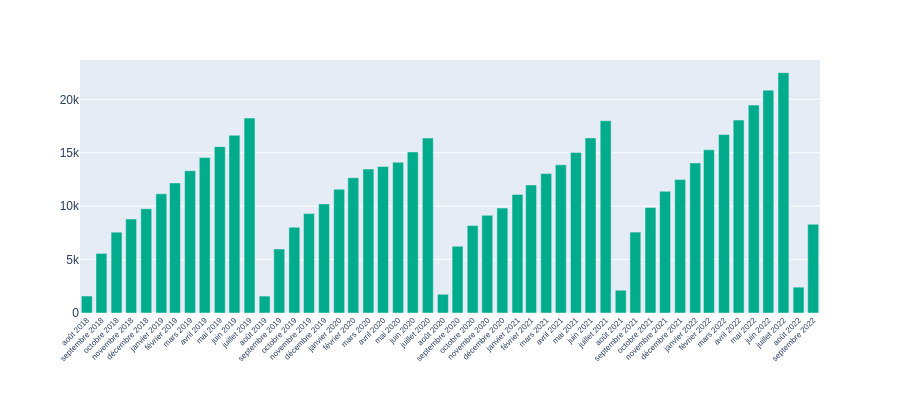 20k
15k
10k
5k
0
août 2018
septembre 2018
octobre 2018
novembre 2018
décembre 2018
janvier 2019
février 2019
mars 2019
avril 2019
mai 2019
juin 2019
juillet 2019
août 2019
septembre 2019
octobre 2019
novembre 2019
décembre 2019
janvier 2020
février 2020
mars 2020
avril 2020
mai 2020
juin 2020
juillet 2020
août 2020
septembre 2020
octobre 2020
novembre 2020
décembre 2020
janvier 2021
février 2021
mars 2021
avril 2021
mai 2021
juin 2021
juillet 2021
août 2021
septembre 2021
octobre 2021
novembre 2021
décembre 2021
janvier 2022
février 2022
mars 2022
avril 2022
mai 2022
juin 2022
juillet 2022
août 2022
septembre 2022